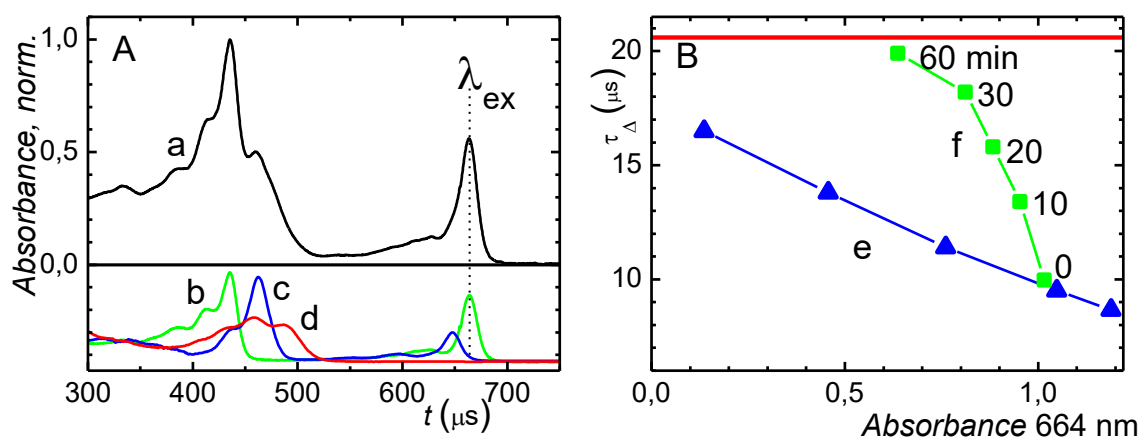 A
Absorbance, norm.
1,0
0,5
0,0
a
λex
b
c
d
300
400
500
600
700
t (μs)
B
τΔ (μs)
20
15
10
60 min
30
20
10
0
f
e
0,0
0,5
1,0
Absorbance 664 nm